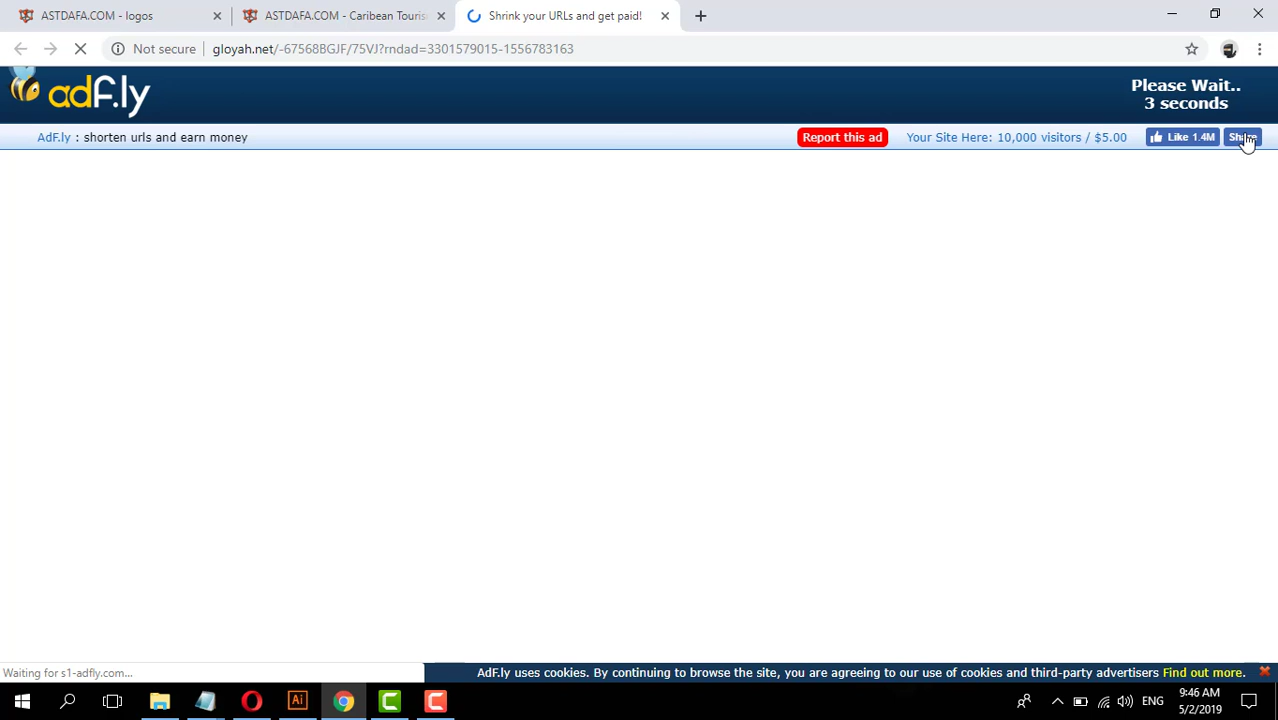 ASTDAFA.COM - logos
ASTDAFA.COM - Caribean Touris
Shrink your URLs and get paid!
Not secure
gloyah.net/-67568BGJF/75VJ?rndad=3301579015-1556783163
adf.ly
Please Wait..
3 seconds
AdF.ly : shorten urls and earn money
Report this ad
Your Site Here: 10,000 visitors / $5.00
Like 1.4M
Share
Waiting for s1-adfly.com...
AdF.ly uses cookies. By continuing to browse the site, you are agreeing to our use of cookies and third-party advertisers Find out more.
Ai
ENG
9:46 AM
5/2/2019